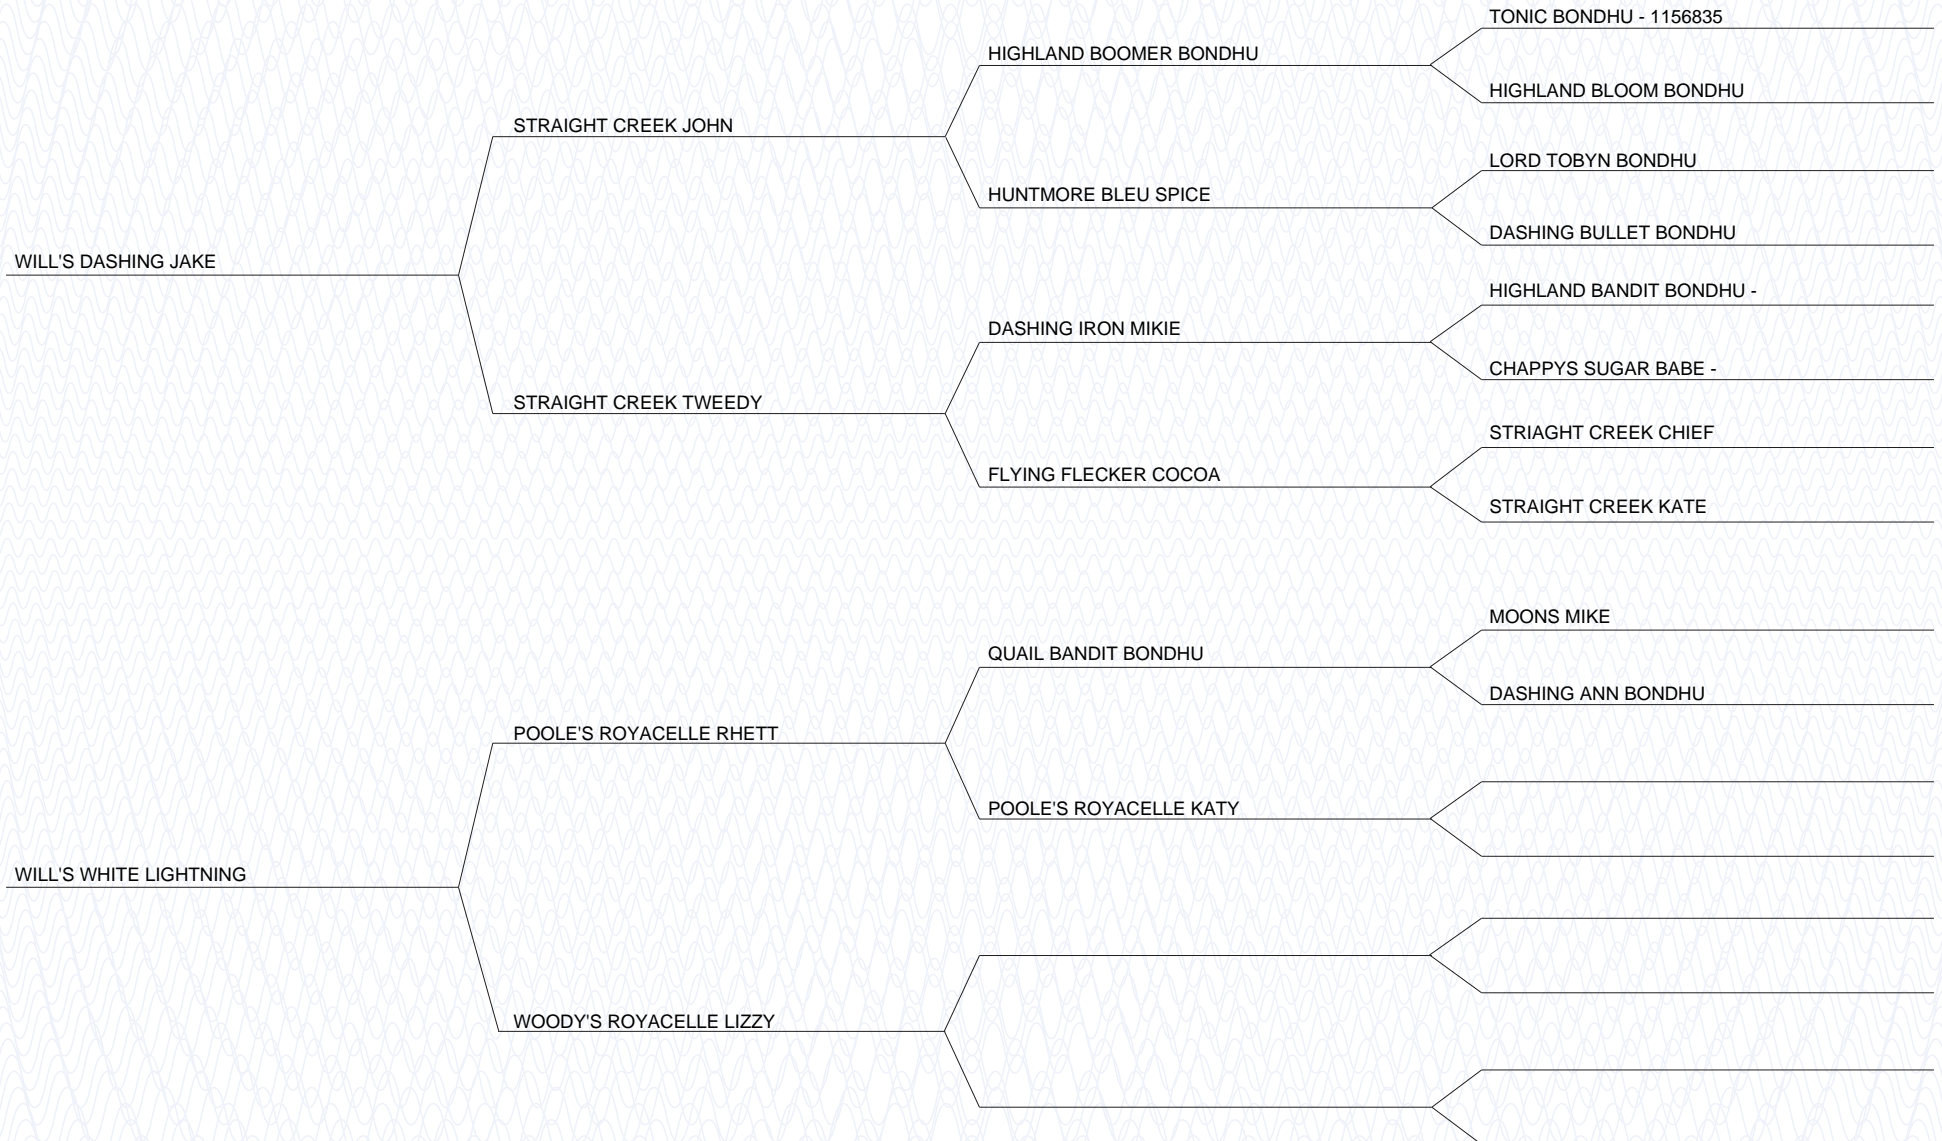 TONIC BONDHU - 1156835
HIGHLAND BOOMER BONDHU
HIGHLAND BLOOM BONDHU
STRAIGHT CREEK JOHN
LORD TOBYN BONDHU
HUNTMORE BLEU SPICE
DASHING BULLET BONDHU
WILL'S DASHING JAKE
HIGHLAND BANDIT BONDHU -
DASHING IRON MIKIE
CHAPPYS SUGAR BABE -
STRAIGHT CREEK TWEEDY
STRIAGHT CREEK CHIEF
FLYING FLECKER COCOA
STRAIGHT CREEK KATE
MOONS MIKE
QUAIL BANDIT BONDHU
DASHING ANN BONDHU
POOLE'S ROYACELLE RHETT
POOLE'S ROYACELLE KATY
WILL'S WHITE LIGHTNING
WOODY'S ROYACELLE LIZZY